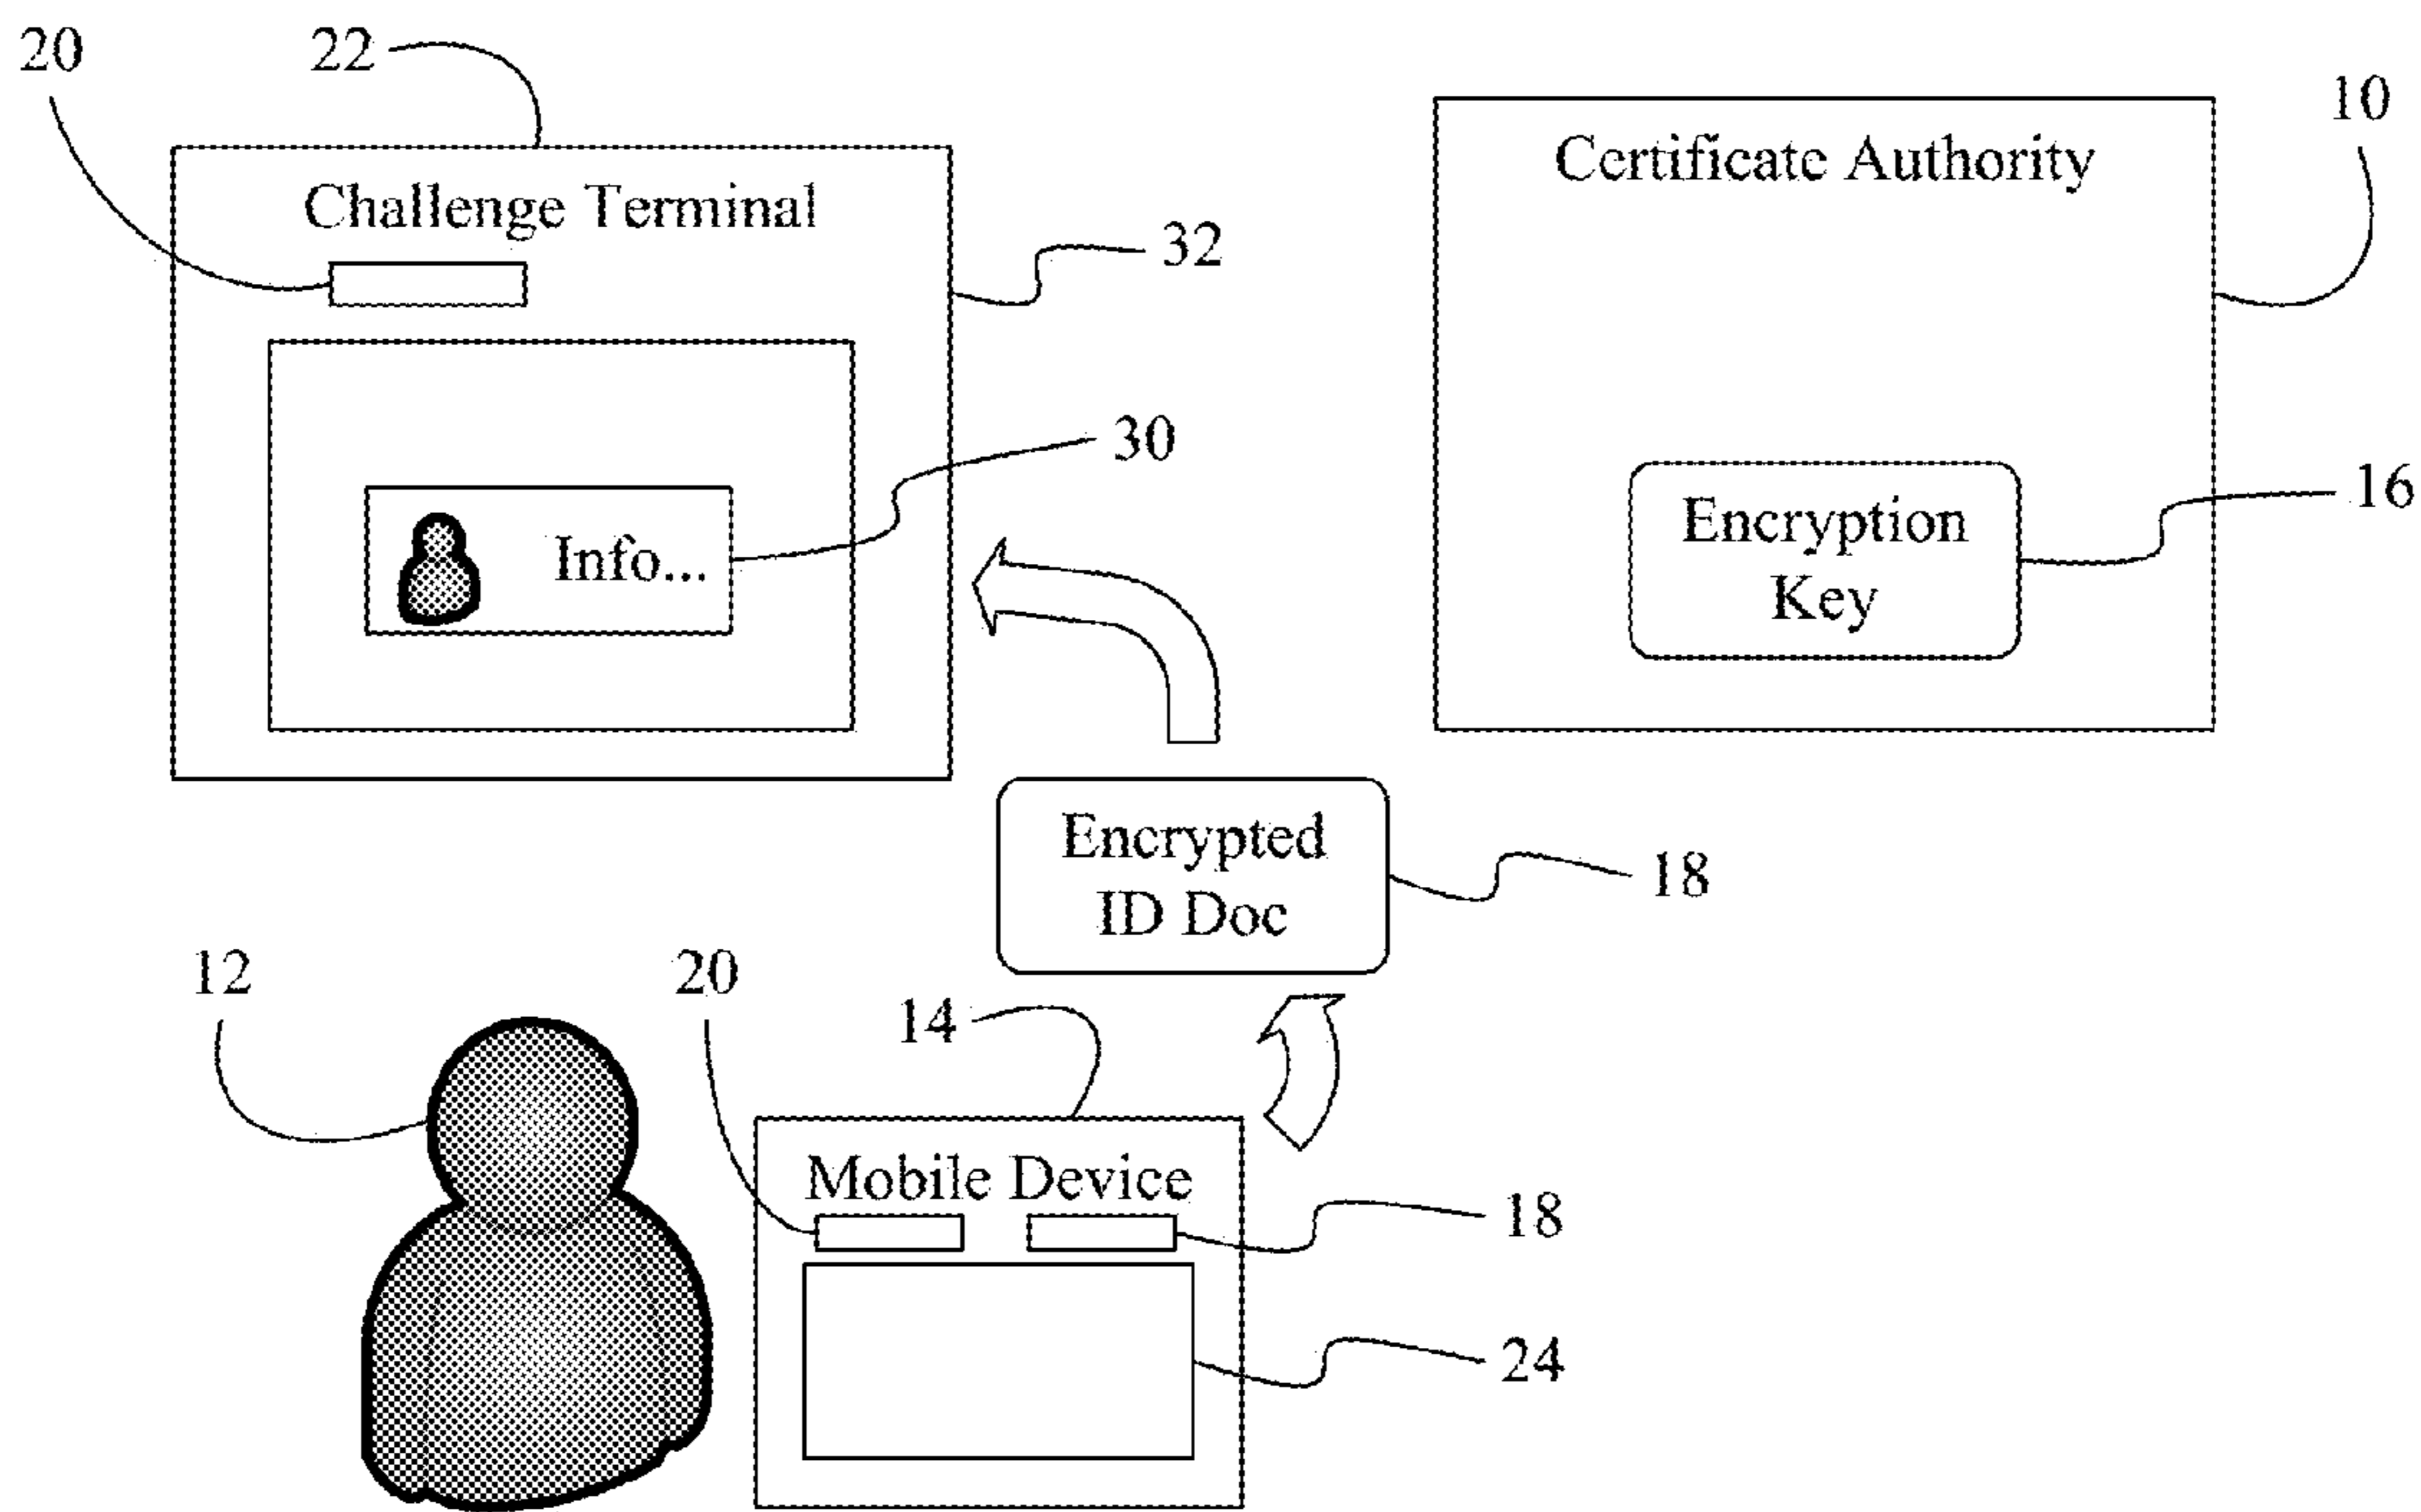 20
22
10
Certificate Authority
Challenge Terminal
32
30
16
Encryption
Key
Info...
Encrypted
ID Doc
18
12
20
14
Mobile Device
18
24